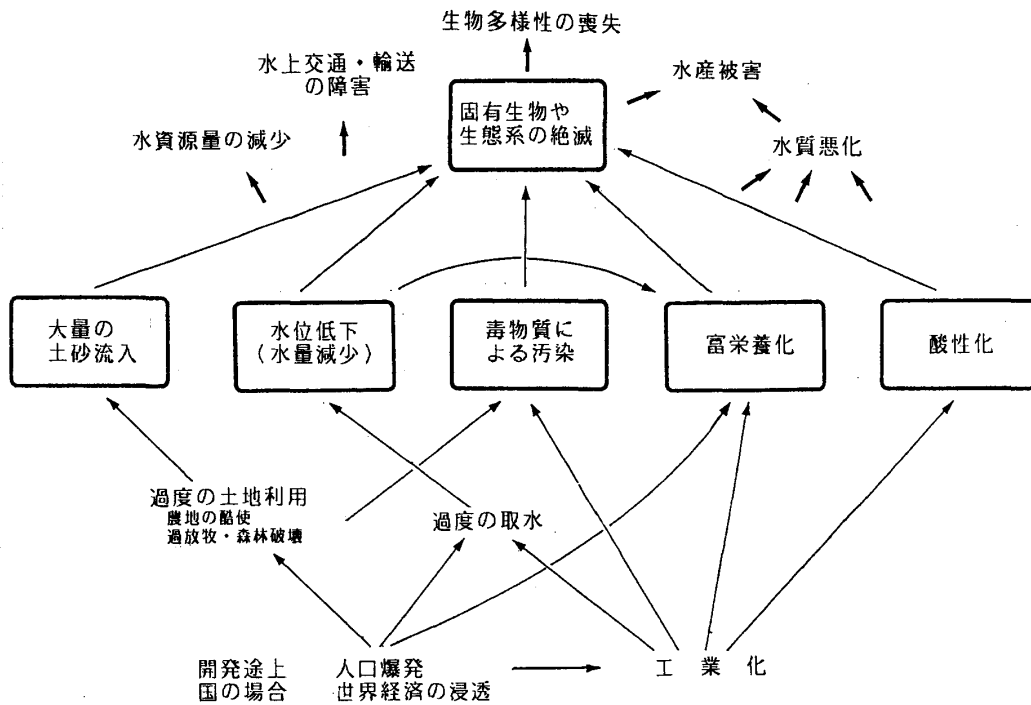 生物多様性の喪失
水上交通・輸送
の障害
水産被害
固有生物や
生態系の絶滅
水資源量の減少
水質悪化
大量の
土砂流入
水位低下
(水量減少)
毒物質に
よる汚染
富栄養化
酸性化
過度の土地利用
農地の酷使
過放牧・森林破壊
過度の取水
開発途上
国の場合
人口爆発
世界経済の浸透
工業化